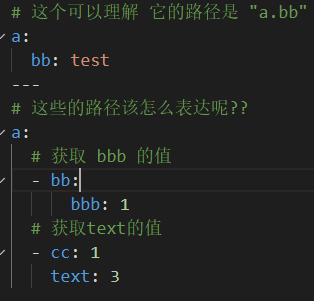 # 这个可以理解 它的路径是 "a.bb"
a:
  bb: test
---
# 这些的路径该怎么表达呢??
a:
  # 获取 bbb 的值
  - bb:
      bbb: 1
  # 获取text的值
  - cc: 1
    text: 3